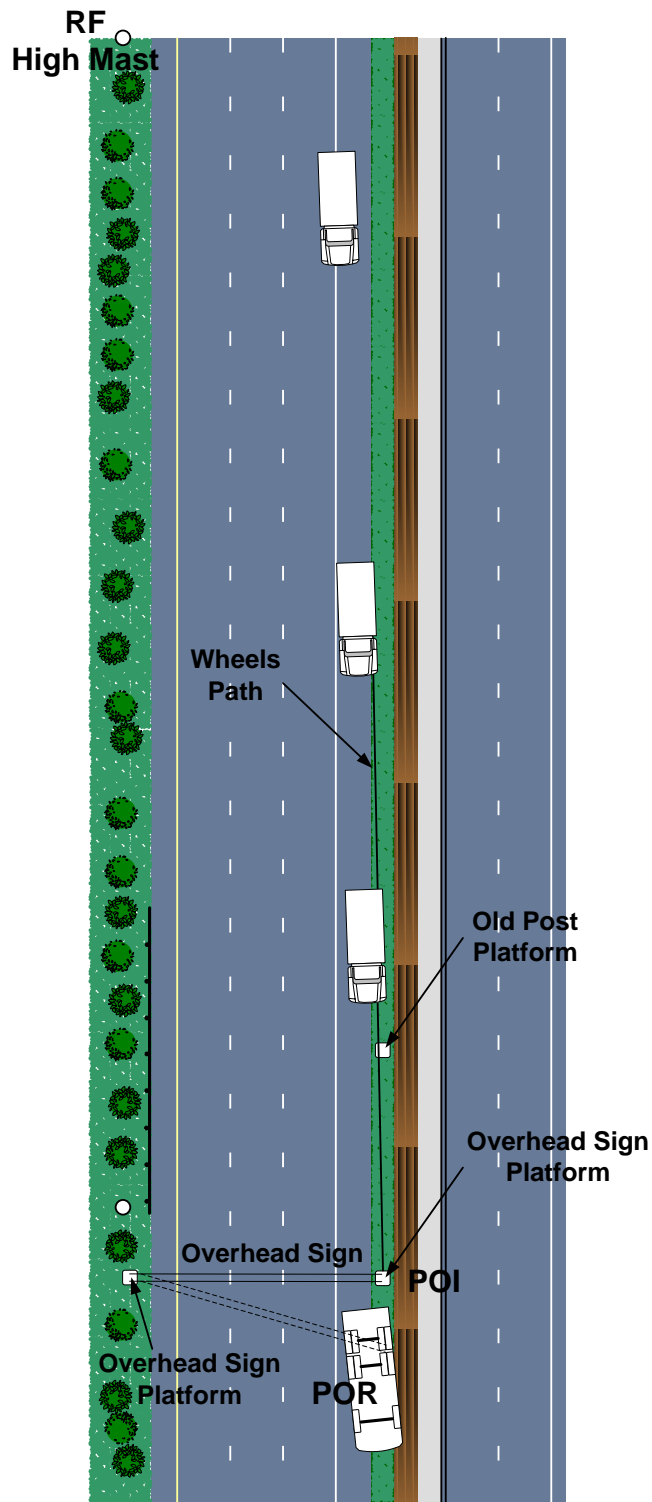 RF
High Mast
Wheels
Path
Old Post
Platform
Overhead Sign
Platform
Overhead Sign
POI
Overhead Sign
Platform
POR